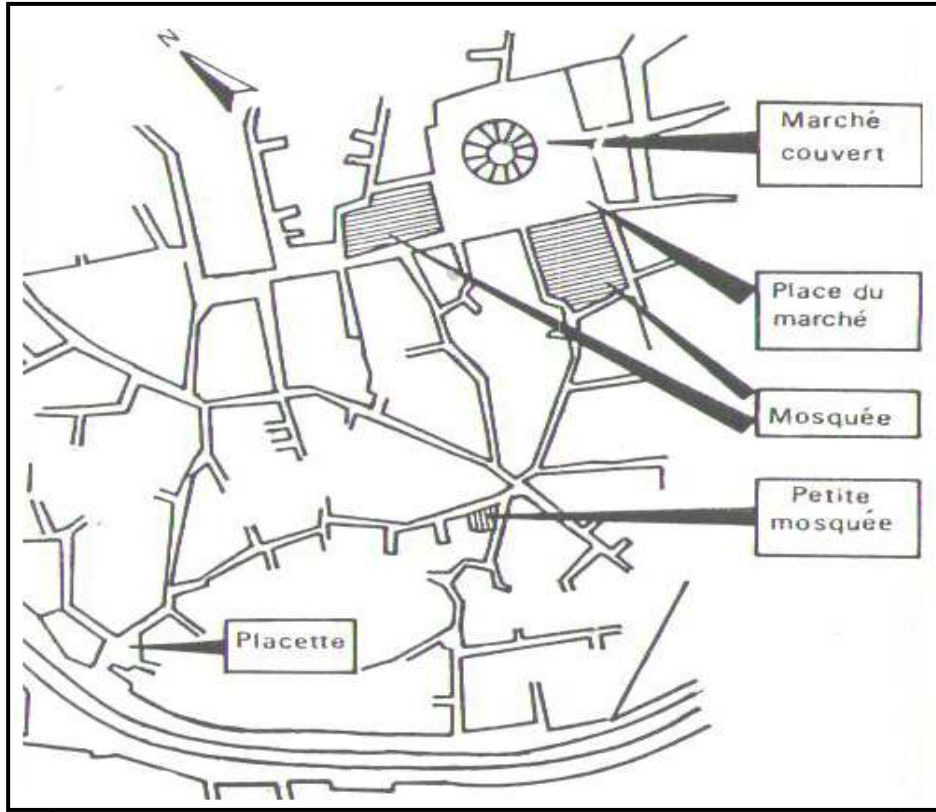 N
Marché
couvert
Place du
marché
Mosquée
Petite
mosquée
Placette